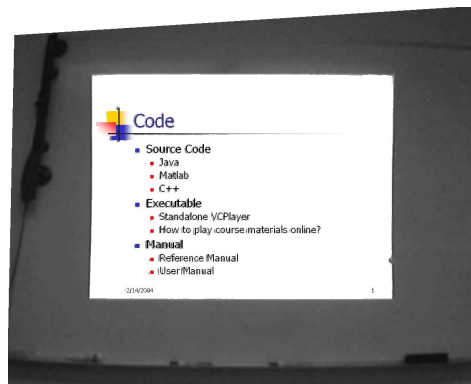 Code
Source Code
Java
Matlab
C++
Executable
Standalone VCPlayer
How to play course materials online?
Manual
Reference Manual
User Manual
2/14/2004 1